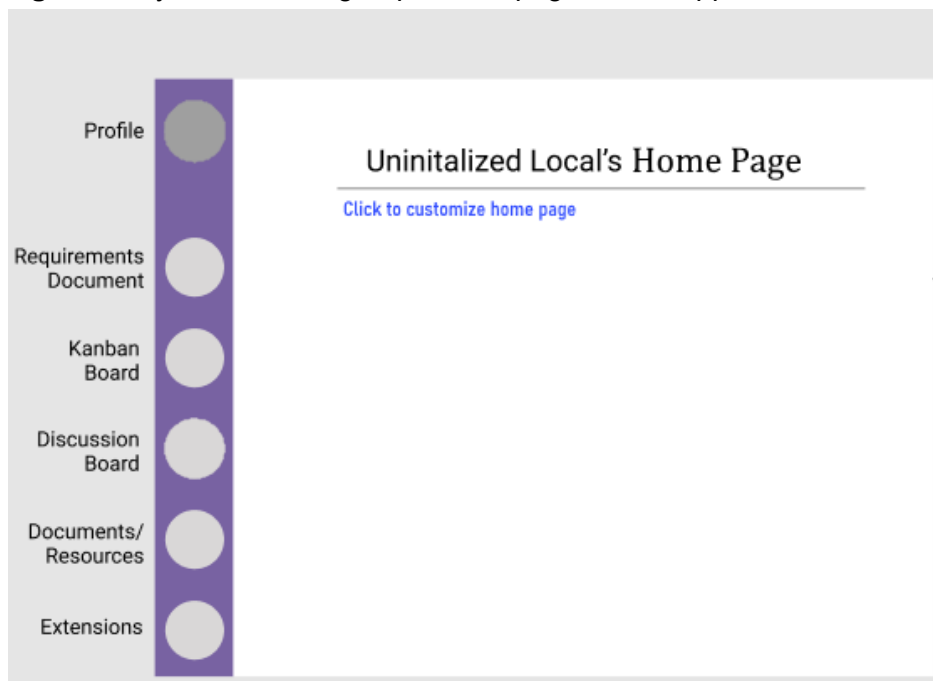 Profile
Uninitalized Local's Home Page
Click to customize home page
Requirements
Document
Kanban
Board
Discussion
Board
Documents/
Resources
Extensions